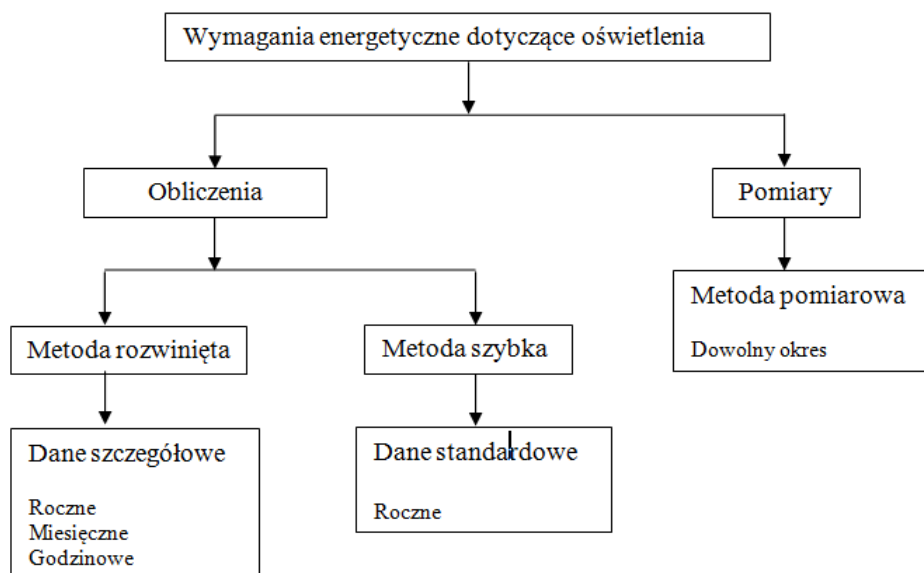 Wymagania energetyczne dotyczące oświetlenia
Obliczenia
Pomiary
Metoda pomiarowa
Dowolny okres
Metoda rozwinięta
Metoda szybka
Dane szczegółowe
Roczne
Miesięczne
Godzinowe
Dane standardowe
Roczne